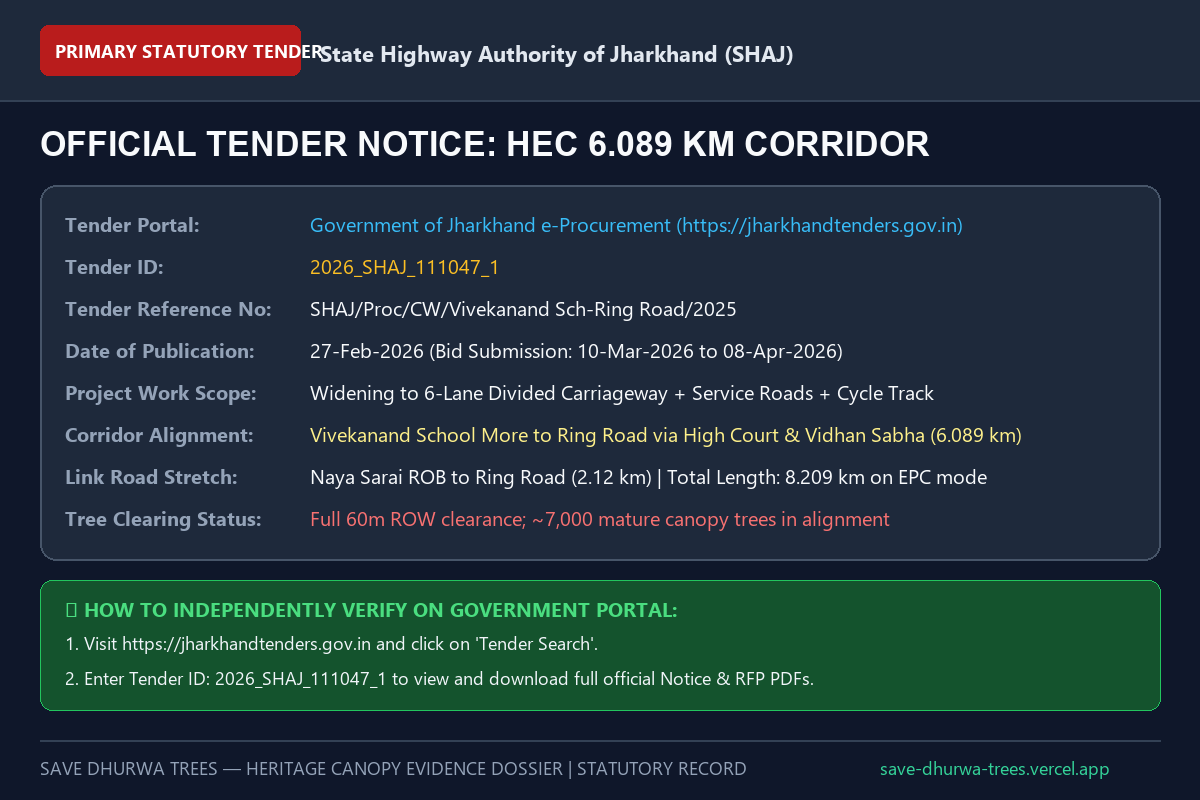 PRIMARY STATUTORY TENDER State Highway Authority of Jharkhand (SHAJ)
OFFICIAL TENDER NOTICE: HEC 6.089 KM CORRIDOR
Tender Portal: Government of Jharkhand e-Procurement (https://jharkhandtenders.gov.in)
Tender ID: 2026_SHAJ_111047_1
Tender Reference No: SHAJ/Proc/CW/Vivekanand Sch-Ring Road/2025
Date of Publication: 27-Feb-2026 (Bid Submission: 10-Mar-2026 to 08-Apr-2026)
Project Work Scope: Widening to 6-Lane Divided Carriageway + Service Roads + Cycle Track
Corridor Alignment: Vivekanand School More to Ring Road via High Court & Vidhan Sabha (6.089 km)
Link Road Stretch: Naya Sarai ROB to Ring Road (2.12 km) | Total Length: 8.209 km on EPC mode
Tree Clearing Status: Full 60m ROW clearance; ~7,000 mature canopy trees in alignment
HOW TO INDEPENDENTLY VERIFY ON GOVERNMENT PORTAL:
1. Visit https://jharkhandtenders.gov.in and click on 'Tender Search'.
2. Enter Tender ID: 2026_SHAJ_111047_1 to view and download full official Notice & RFP PDFs.
SAVE DHURWA TREES — HERITAGE CANOPY EVIDENCE DOSSIER | STATUTORY RECORD save-dhurwa-trees.vercel.app